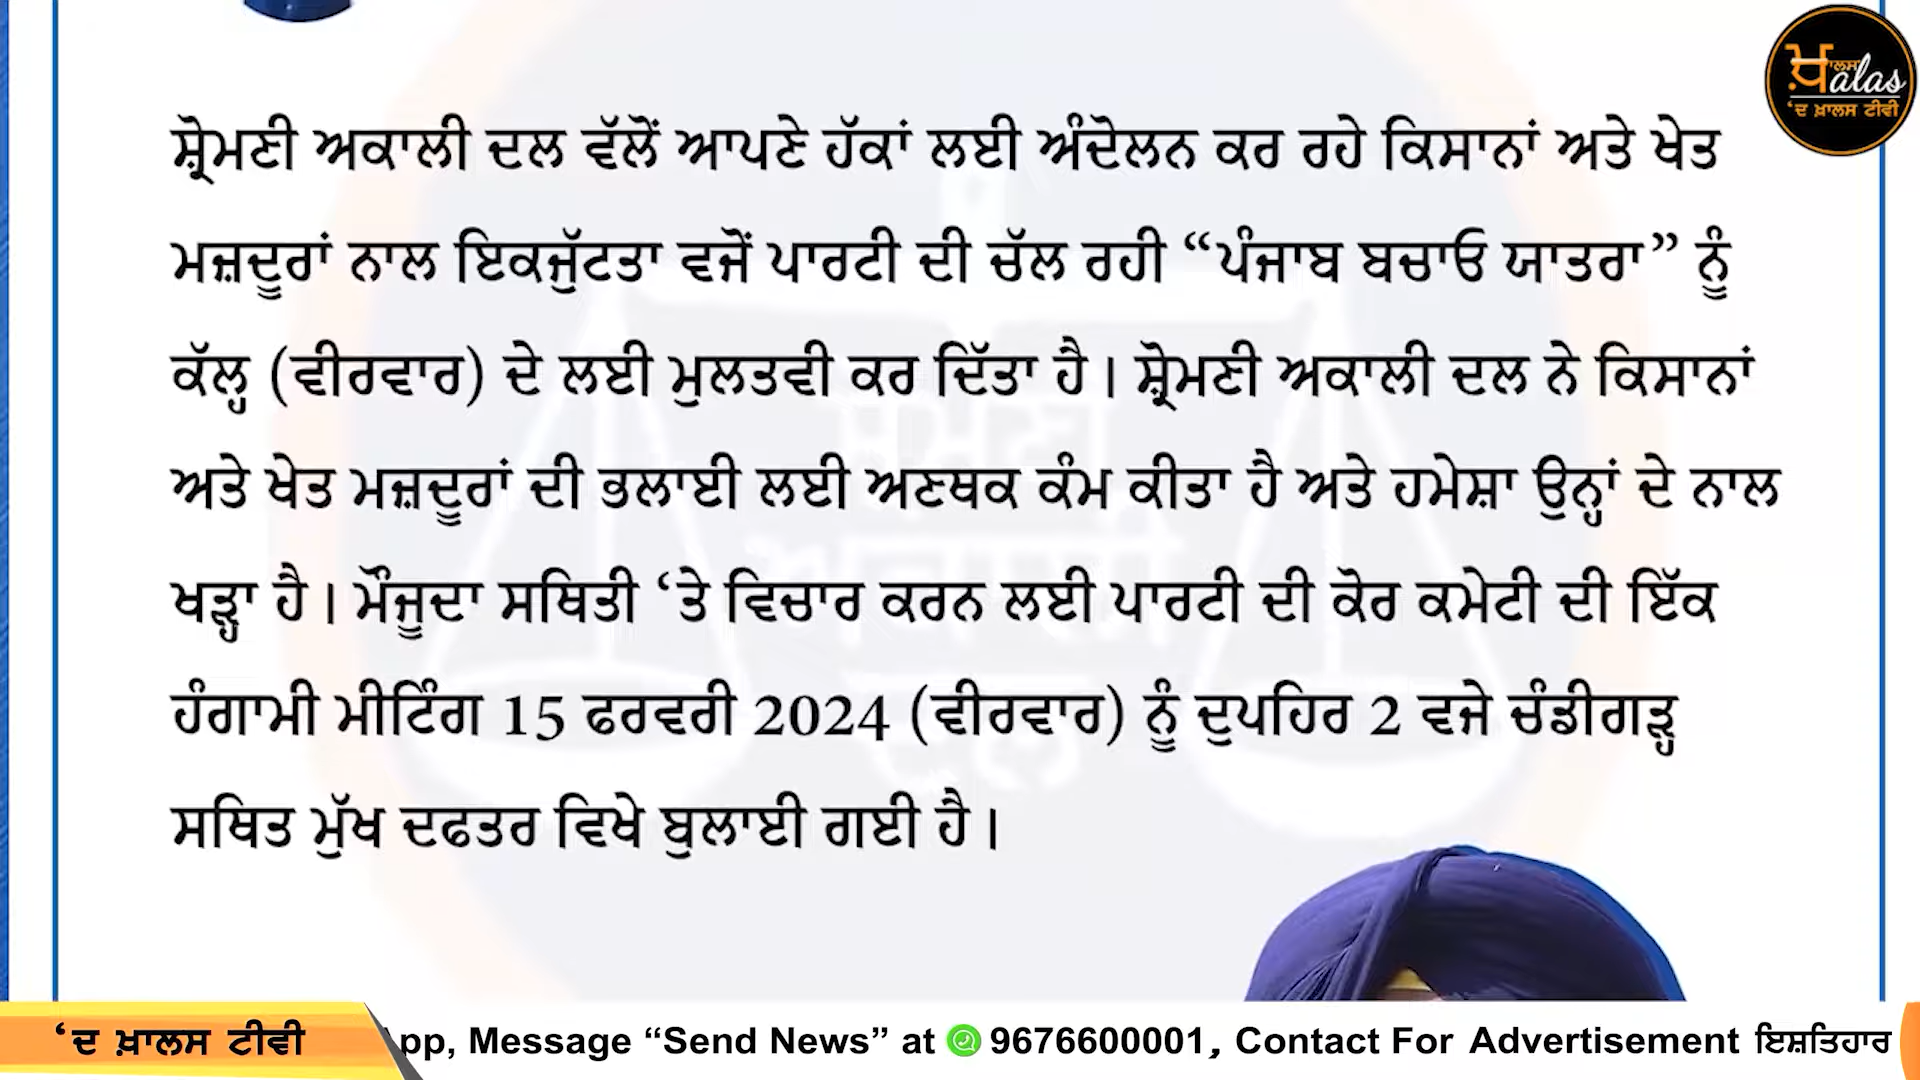 ਖ਼ਾਲਸ
alas
‘ਦ ਖ਼ਾਲਸ ਟੀਵੀ
ਸ਼੍ਰੋਮਣੀ ਅਕਾਲੀ ਦਲ ਵੱਲੋਂ ਆਪਣੇ ਹੱਕਾਂ ਲਈ ਅੰਦੋਲਨ ਕਰ ਰਹੇ ਕਿਸਾਨਾਂ ਅਤੇ ਖੇਤ
ਮਜ਼ਦੂਰਾਂ ਨਾਲ ਇਕਜੁੱਟਤਾ ਵਜੋਂ ਪਾਰਟੀ ਦੀ ਚੱਲ ਰਹੀ “ਪੰਜਾਬ ਬਚਾਓ ਯਾਤਰਾ” ਨੂੰ
ਕੱਲ੍ਹ (ਵੀਰਵਾਰ) ਦੇ ਲਈ ਮੁਲਤਵੀ ਕਰ ਦਿੱਤਾ ਹੈ। ਸ਼੍ਰੋਮਣੀ ਅਕਾਲੀ ਦਲ ਨੇ ਕਿਸਾਨਾਂ
ਅਤੇ ਖੇਤ ਮਜ਼ਦੂਰਾਂ ਦੀ ਭਲਾਈ ਲਈ ਅਣਥਕ ਕੰਮ ਕੀਤਾ ਹੈ ਅਤੇ ਹਮੇਸ਼ਾ ਉਨ੍ਹਾਂ ਦੇ ਨਾਲ
ਖੜ੍ਹਾ ਹੈ। ਮੌਜੂਦਾ ਸਥਿਤੀ ‘ਤੇ ਵਿਚਾਰ ਕਰਨ ਲਈ ਪਾਰਟੀ ਦੀ ਕੋਰ ਕਮੇਟੀ ਦੀ ਇੱਕ
ਹੰਗਾਮੀ ਮੀਟਿੰਗ 15 ਫਰਵਰੀ 2024 (ਵੀਰਵਾਰ) ਨੂੰ ਦੁਪਹਿਰ 2 ਵਜੇ ਚੰਡੀਗੜ੍ਹ
ਸਥਿਤ ਮੁੱਖ ਦਫਤਰ ਵਿਖੇ ਬੁਲਾਈ ਗਈ ਹੈ।
‘ਦ ਖ਼ਾਲਸ ਟੀਵੀ
pp, Message “Send News” at 9676600001, Contact For Advertisement ਇਸ਼ਤਿਹਾਰ